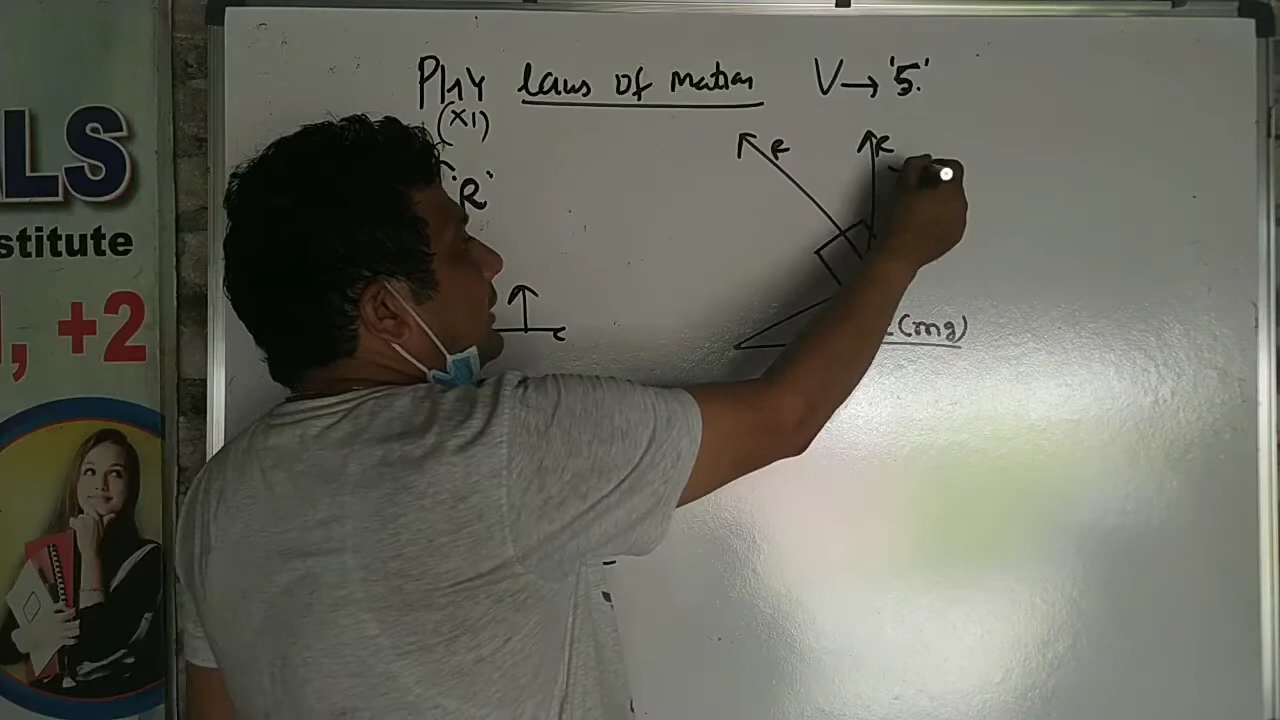 LS
stitute
, +2
PHY laws of Motion V→'5.'
(XI)
'R'
R
R
(mg)